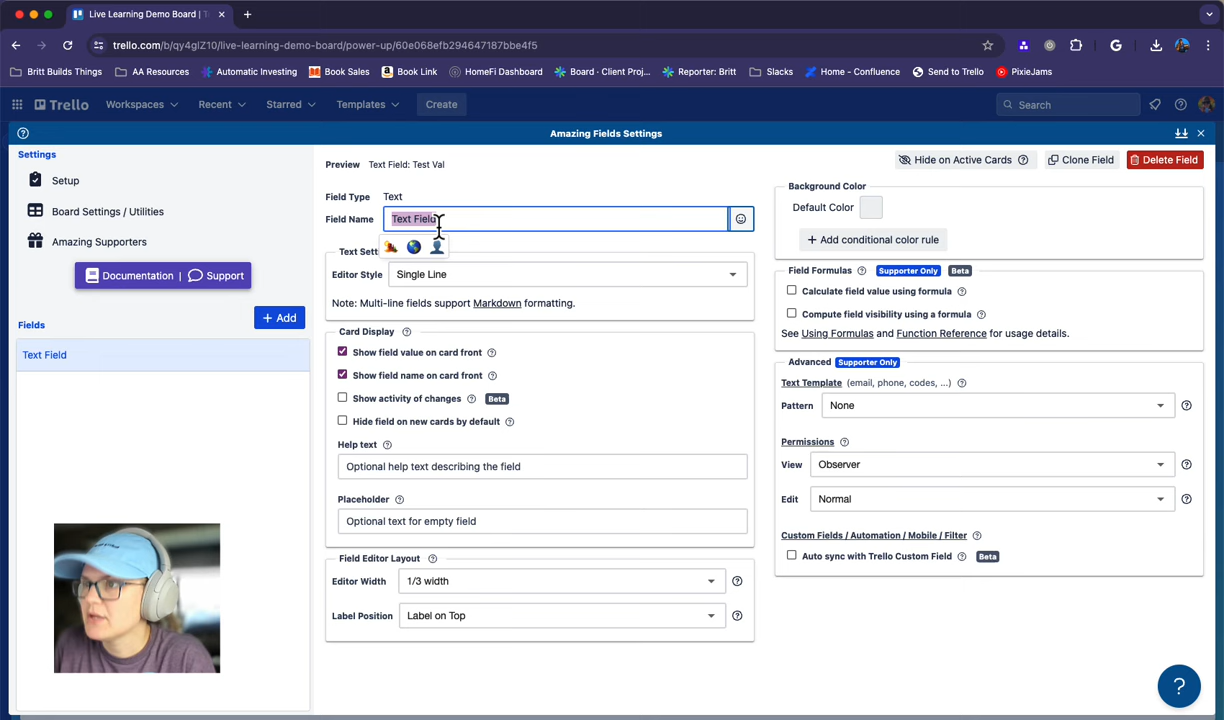 Live Learning Demo Board | T
trello.com/b/qy4glZ10/live-learning-demo-board/power-up/60e068efb294647187bbe4f5
Britt Builds Things
AA Resources
Automatic Investing
Book Sales
Book Link
HomeFi Dashboard
Board · Client Proj...
Reporter: Britt
Slacks
Home - Confluence
Send to Trello
PixieJams
Trello
Workspaces
Recent
Starred
Templates
Create
Search
Amazing Fields Settings
Settings
Setup
Board Settings / Utilities
Amazing Supporters
Documentation | Support
Fields
+ Add
Text Field
Preview Text Field: Test Val
Hide on Active Cards
Clone Field
Delete Field
Field Type Text
Field Name Text Field
Text Sett
Editor Style Single Line
Note: Multi-line fields support Markdown formatting.
Card Display
Show field value on card front
Show field name on card front
Show activity of changes Beta
Hide field on new cards by default
Help text
Optional help text describing the field
Placeholder
Optional text for empty field
Field Editor Layout
Editor Width 1/3 width
Label Position Label on Top
Background Color
Default Color
+ Add conditional color rule
Field Formulas Supporter Only Beta
Calculate field value using formula
Compute field visibility using a formula
See Using Formulas and Function Reference for usage details.
Advanced Supporter Only
Text Template (email, phone, codes, ...)
Pattern None
Permissions
View Observer
Edit Normal
Custom Fields / Automation / Mobile / Filter
Auto sync with Trello Custom Field Beta